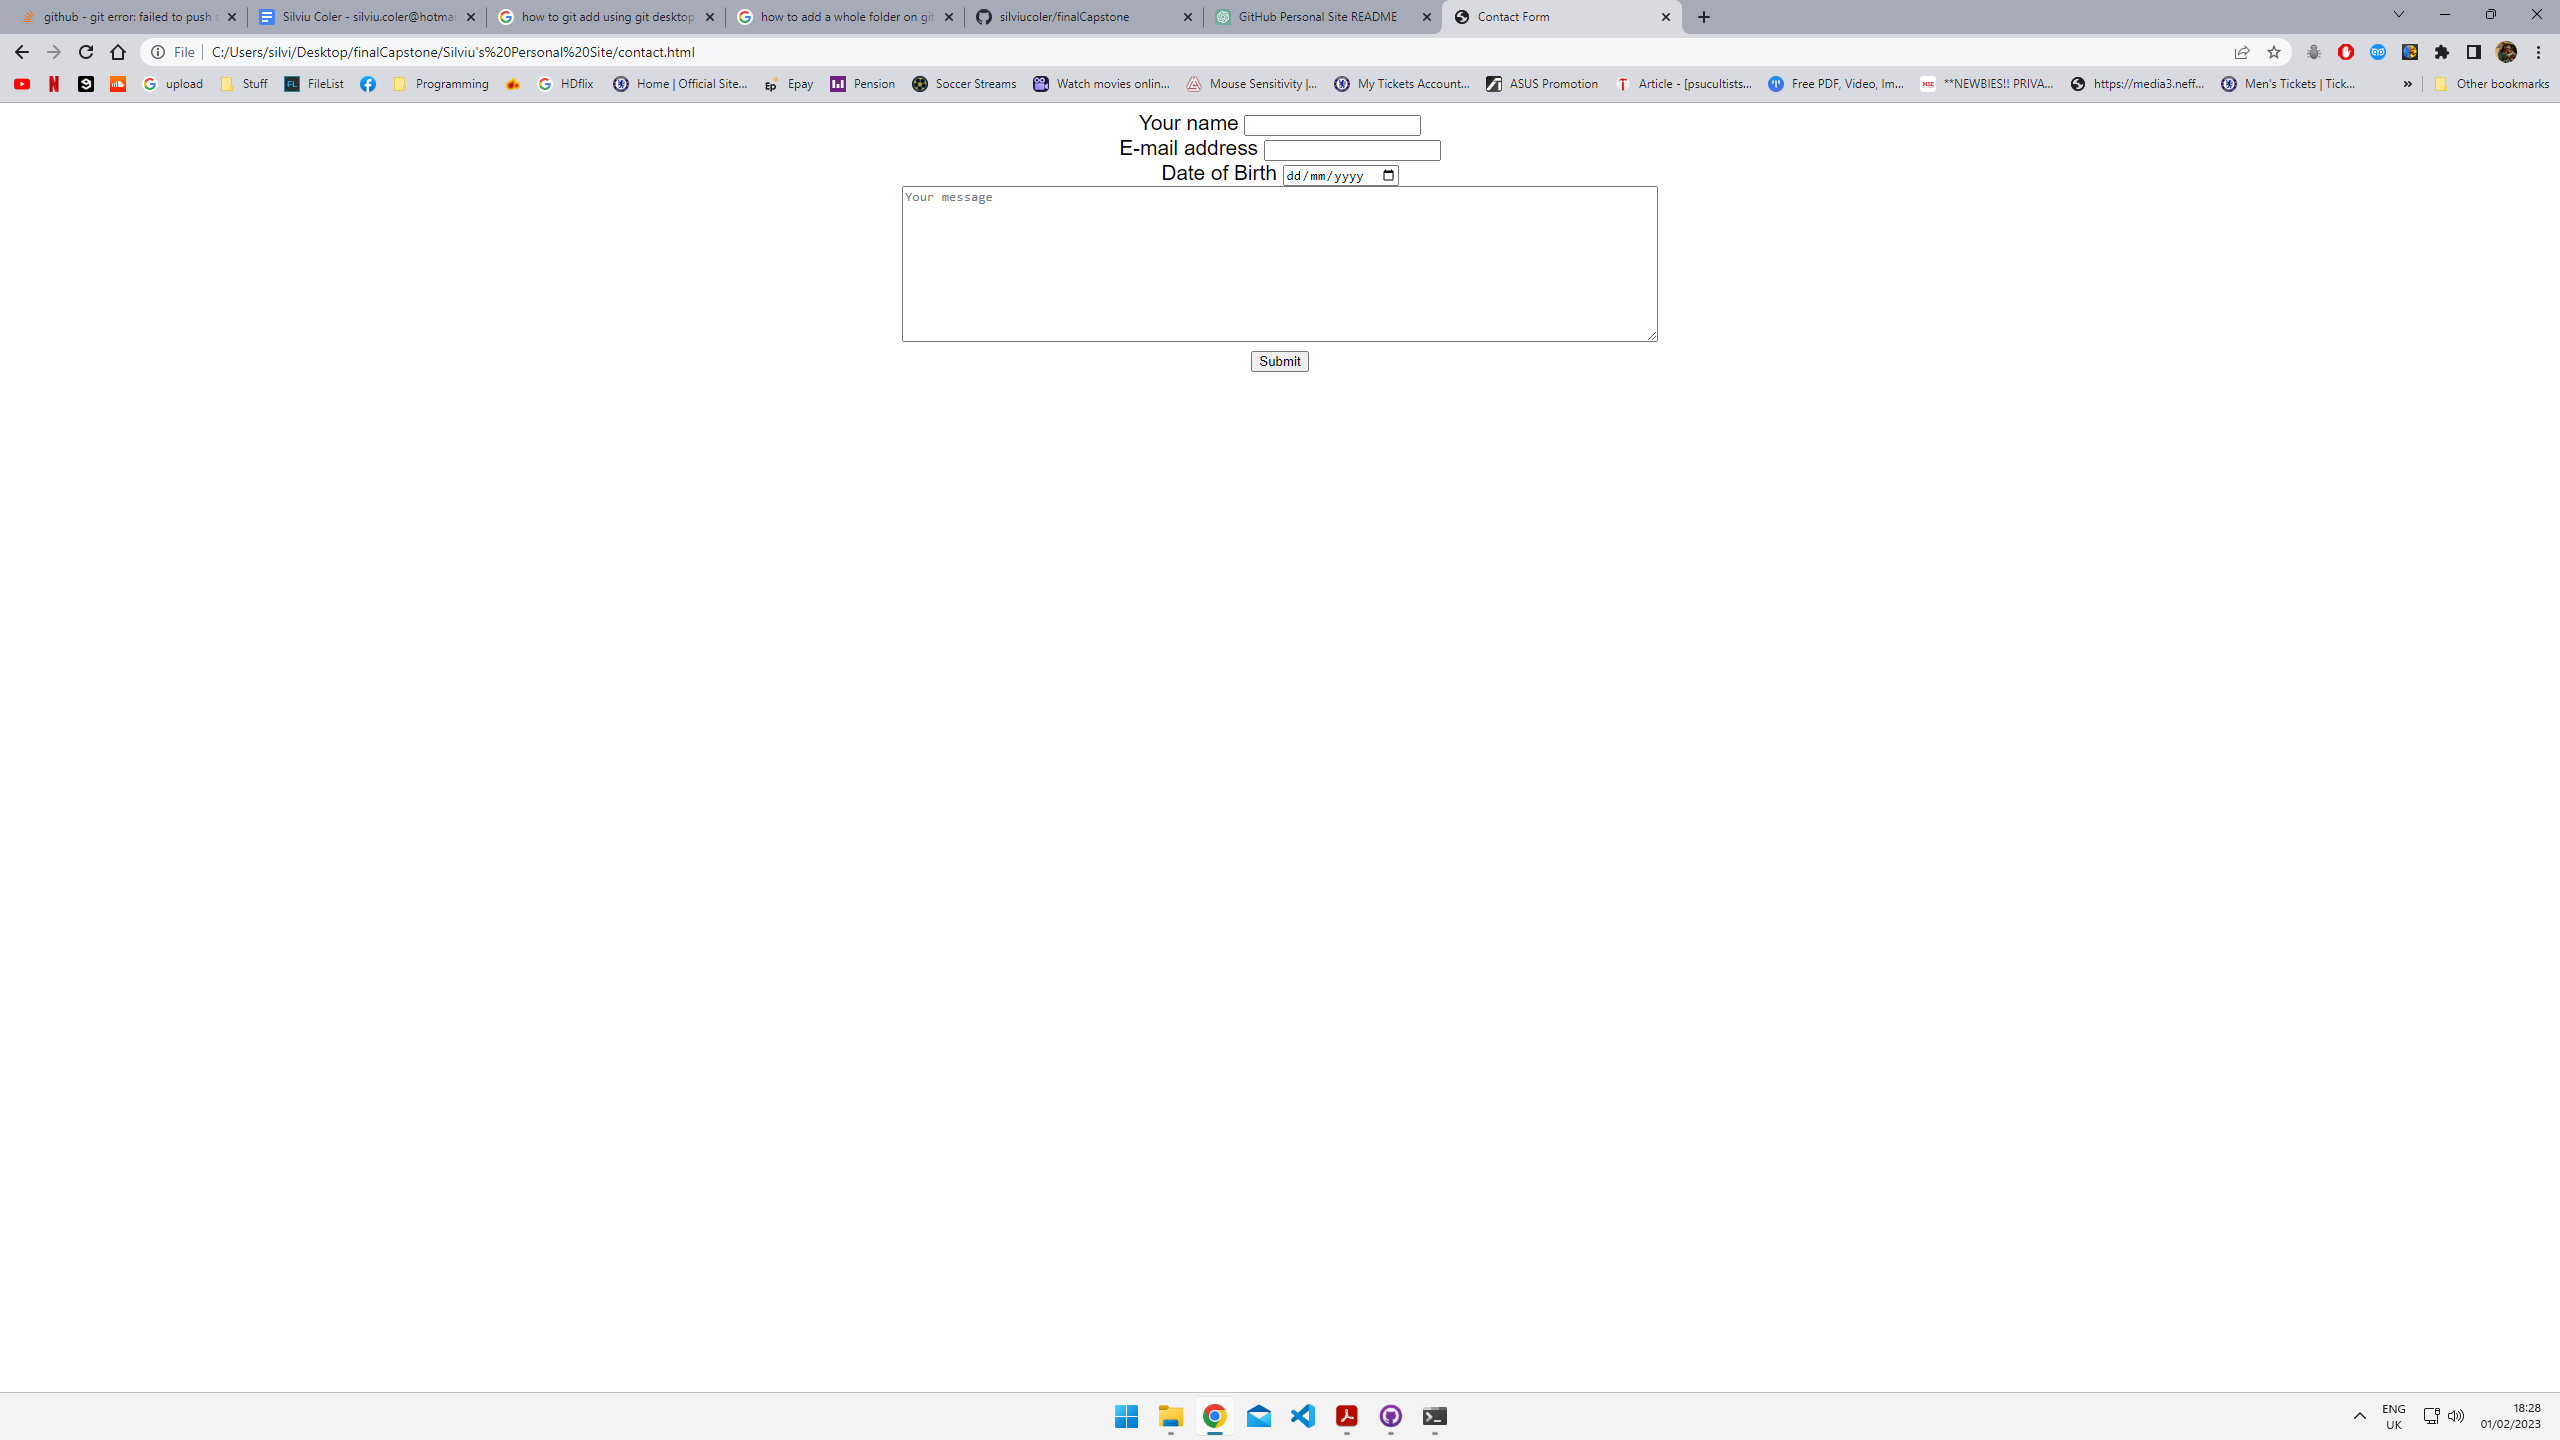 github - git error: failed to push s
Silviu Coler - silviu.coler@hotmai
how to git add using git desktop
how to add a whole folder on git
silviucoler/finalCapstone
GitHub Personal Site README
Contact Form
File C:/Users/silvi/Desktop/finalCapstone/Silviu's%20Personal%20Site/contact.html
upload Stuff FileList Programming HDflix Home | Official Site... Epay Pension Soccer Streams Watch movies onlin... Mouse Sensitivity |... My Tickets Account... ASUS Promotion Article - [psucultists... Free PDF, Video, Im... **NEWBIES!! PRIVA... https://media3.neff... Men's Tickets | Tick... » Other bookmarks
Your name
E-mail address
Date of Birth dd/mm/yyyy
Your message
Submit
ENG
UK
18:28
01/02/2023